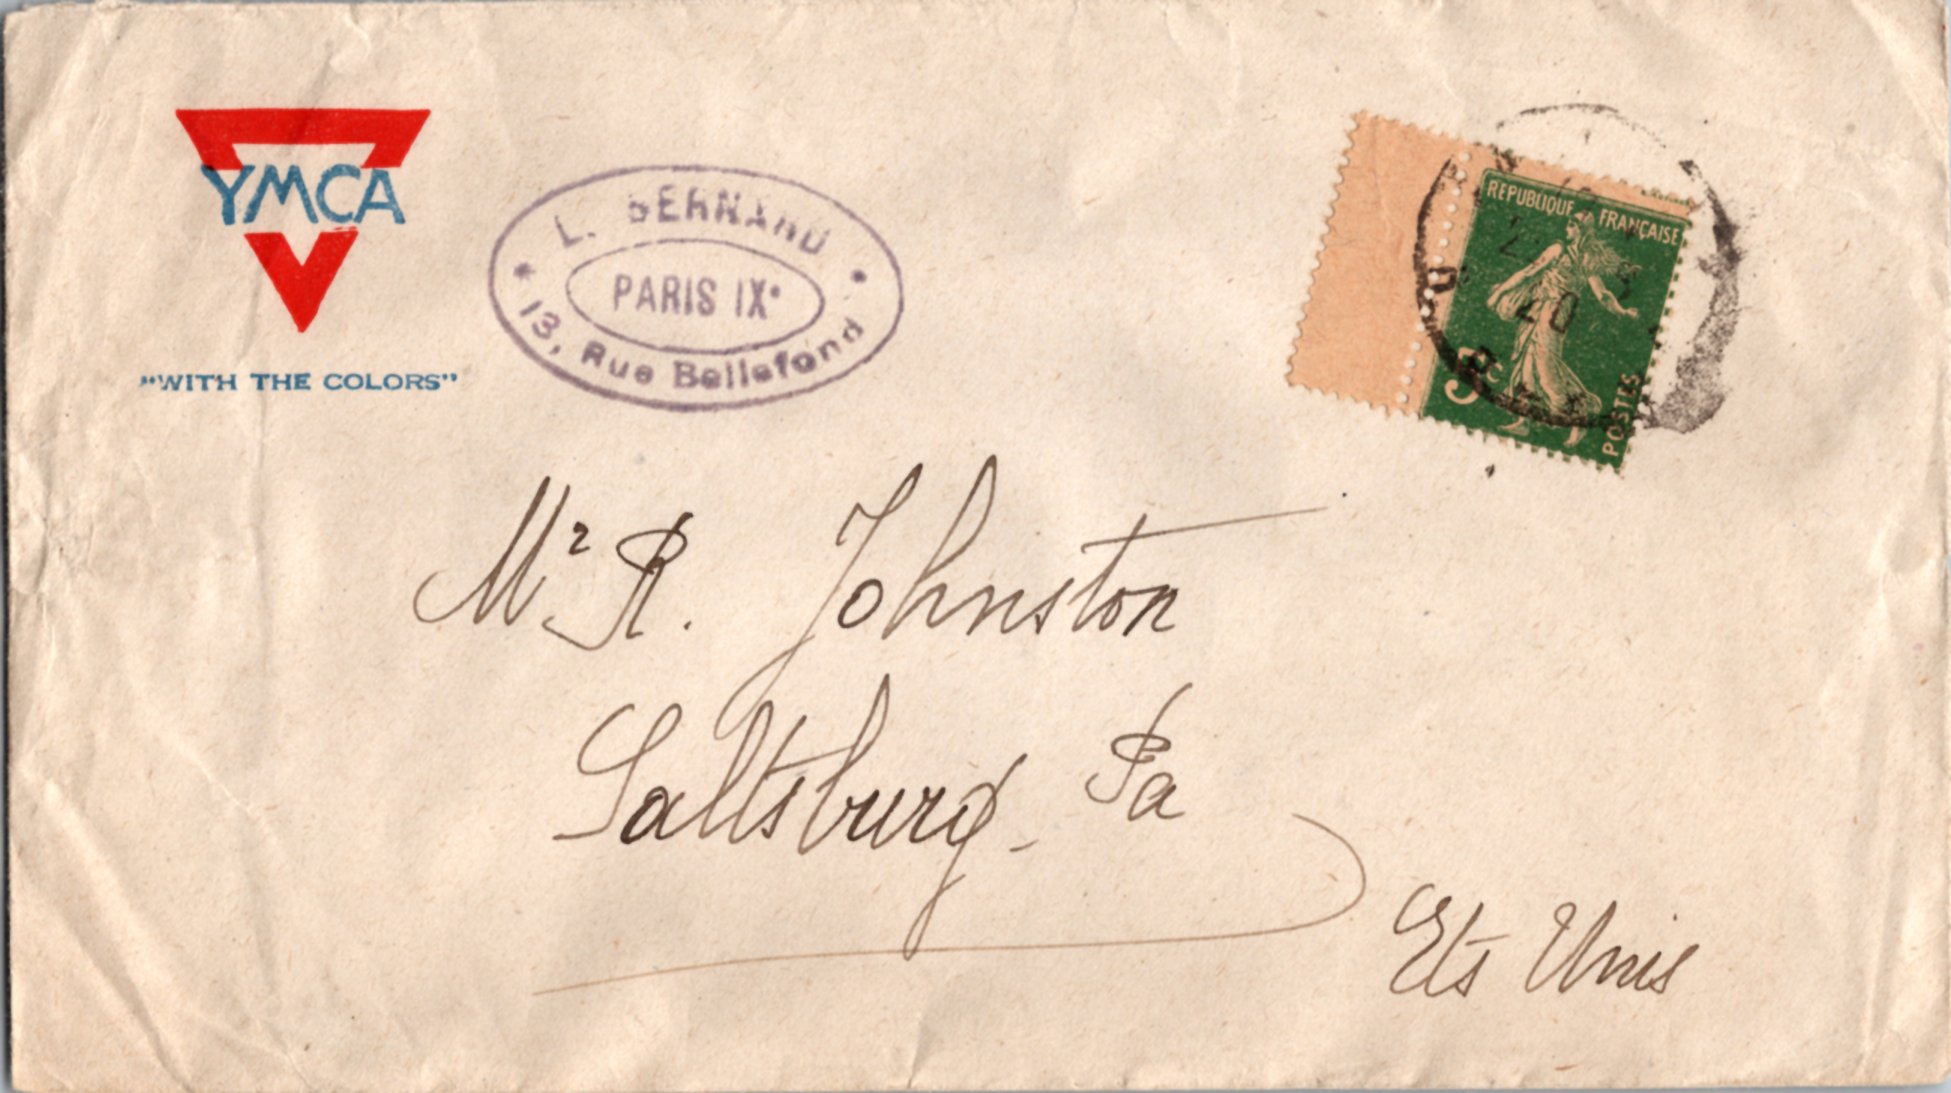 YMCA
"WITH THE COLORS"
L. BERNARD
PARIS IXe
13, Rue Bellefond
REPUBLIQUE FRANÇAISE
5c
POSTES
20
Mr R. Johnston
Saltsburg - Pa
Ets Unis